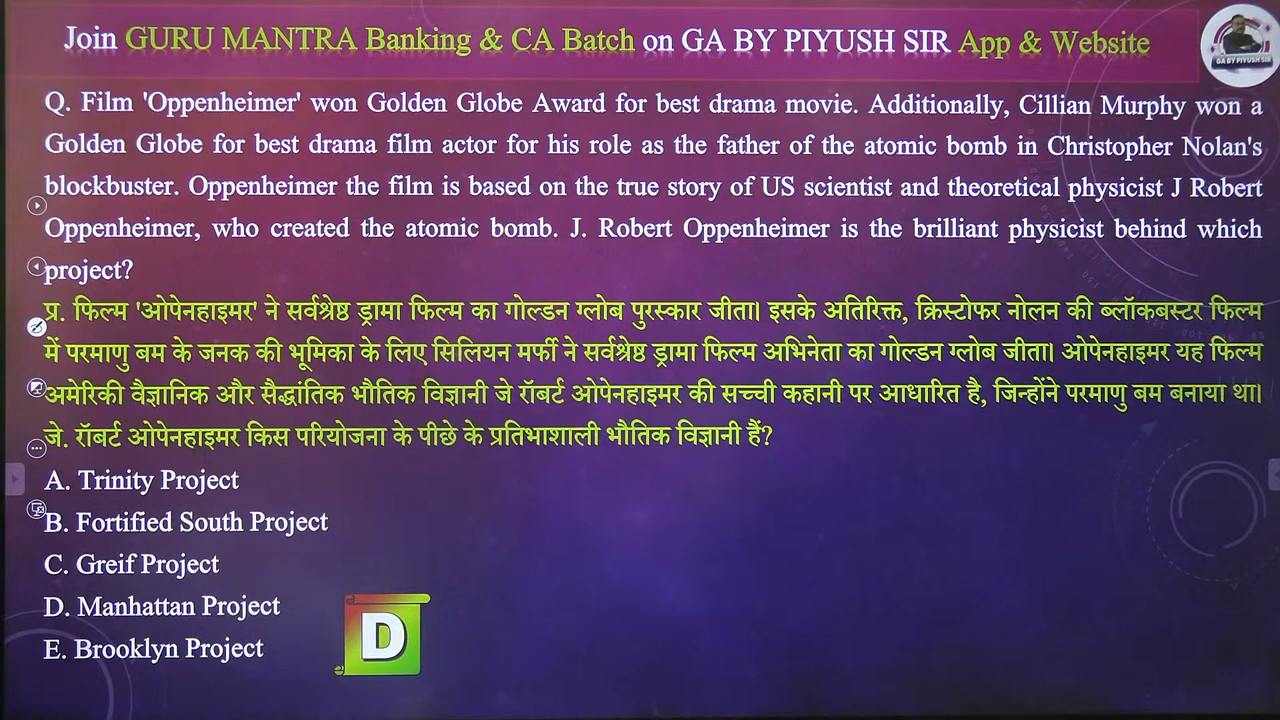 Join GURU MANTRA Banking & CA Batch on GA BY PIYUSH SIR App & Website
GA BY PIYUSH SIR
Q. Film 'Oppenheimer' won Golden Globe Award for best drama movie. Additionally, Cillian Murphy won a
Golden Globe for best drama film actor for his role as the father of the atomic bomb in Christopher Nolan's
blockbuster. Oppenheimer the film is based on the true story of US scientist and theoretical physicist J Robert
Oppenheimer, who created the atomic bomb. J. Robert Oppenheimer is the brilliant physicist behind which
project?
प्र. फिल्म 'ओपेनहाइमर' ने सर्वश्रेष्ठ ड्रामा फिल्म का गोल्डन ग्लोब पुरस्कार जीता। इसके अतिरिक्त, क्रिस्टोफर नोलन की ब्लॉकबस्टर फिल्म
में परमाणु बम के जनक की भूमिका के लिए सिलियन मर्फी ने सर्वश्रेष्ठ ड्रामा फिल्म अभिनेता का गोल्डन ग्लोब जीता। ओपेनहाइमर यह फिल्म
अमेरिकी वैज्ञानिक और सैद्धांतिक भौतिक विज्ञानी जे रॉबर्ट ओपेनहाइमर की सच्ची कहानी पर आधारित है, जिन्होंने परमाणु बम बनाया था।
जे. रॉबर्ट ओपेनहाइमर किस परियोजना के पीछे के प्रतिभाशाली भौतिक विज्ञानी हैं?
A. Trinity Project
B. Fortified South Project
C. Greif Project
D. Manhattan Project
E. Brooklyn Project
D